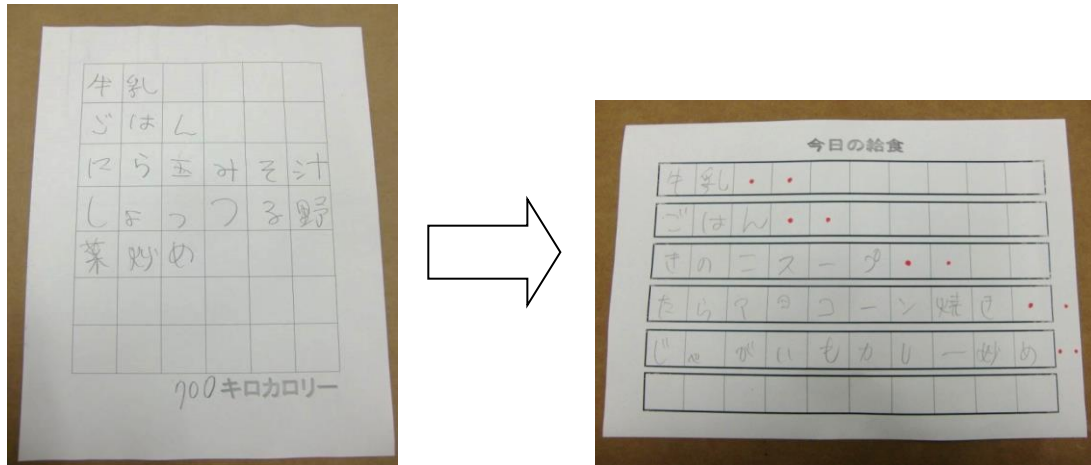 牛乳
ごはん
にら玉みそ汁
しょっつる野
菜炒め
700キロカロリー
今日の給食
牛乳
ごはん
きのこスープ
たらマヨコーン焼き
じゃがいもカレー炒め